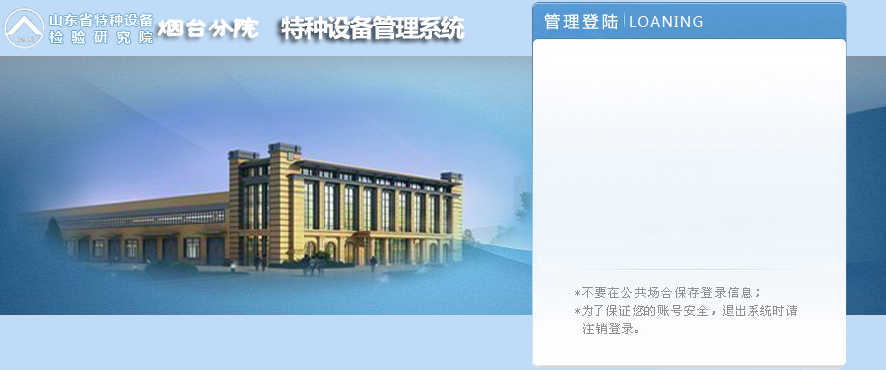 山东省特种设备
检验研究院
烟台分院
特种设备管理系统
管理登陆 LOANING
*不要在公共场合保存登录信息；
*为了保证您的账号安全，退出系统时请
注销登录。